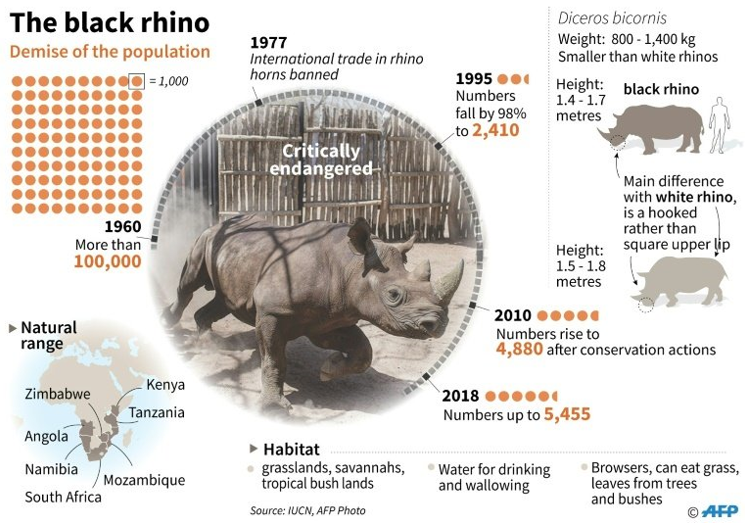 The black rhino
Demise of the population
= 1,000
1960
More than
100,000
1977
International trade in rhino
horns banned
1995
Numbers
fall by 98%
to 2,410
Critically
endangered
2010
Numbers rise to
4,880 after conservation actions
2018
Numbers up to 5,455
Diceros bicornis
Weight: 800 - 1,400 kg
Smaller than white rhinos
Height:
1.4 - 1.7
metres
black rhino
Main difference
with white rhino,
is a hooked
rather than
square upper lip
Height:
1.5 - 1.8
metres
Natural
range
Kenya
Zimbabwe
Tanzania
Angola
Namibia
Mozambique
South Africa
Habitat
grasslands, savannahs,
tropical bush lands
Water for drinking
and wallowing
Browsers, can eat grass,
leaves from trees
and bushes
Source: IUCN, AFP Photo
© AFP